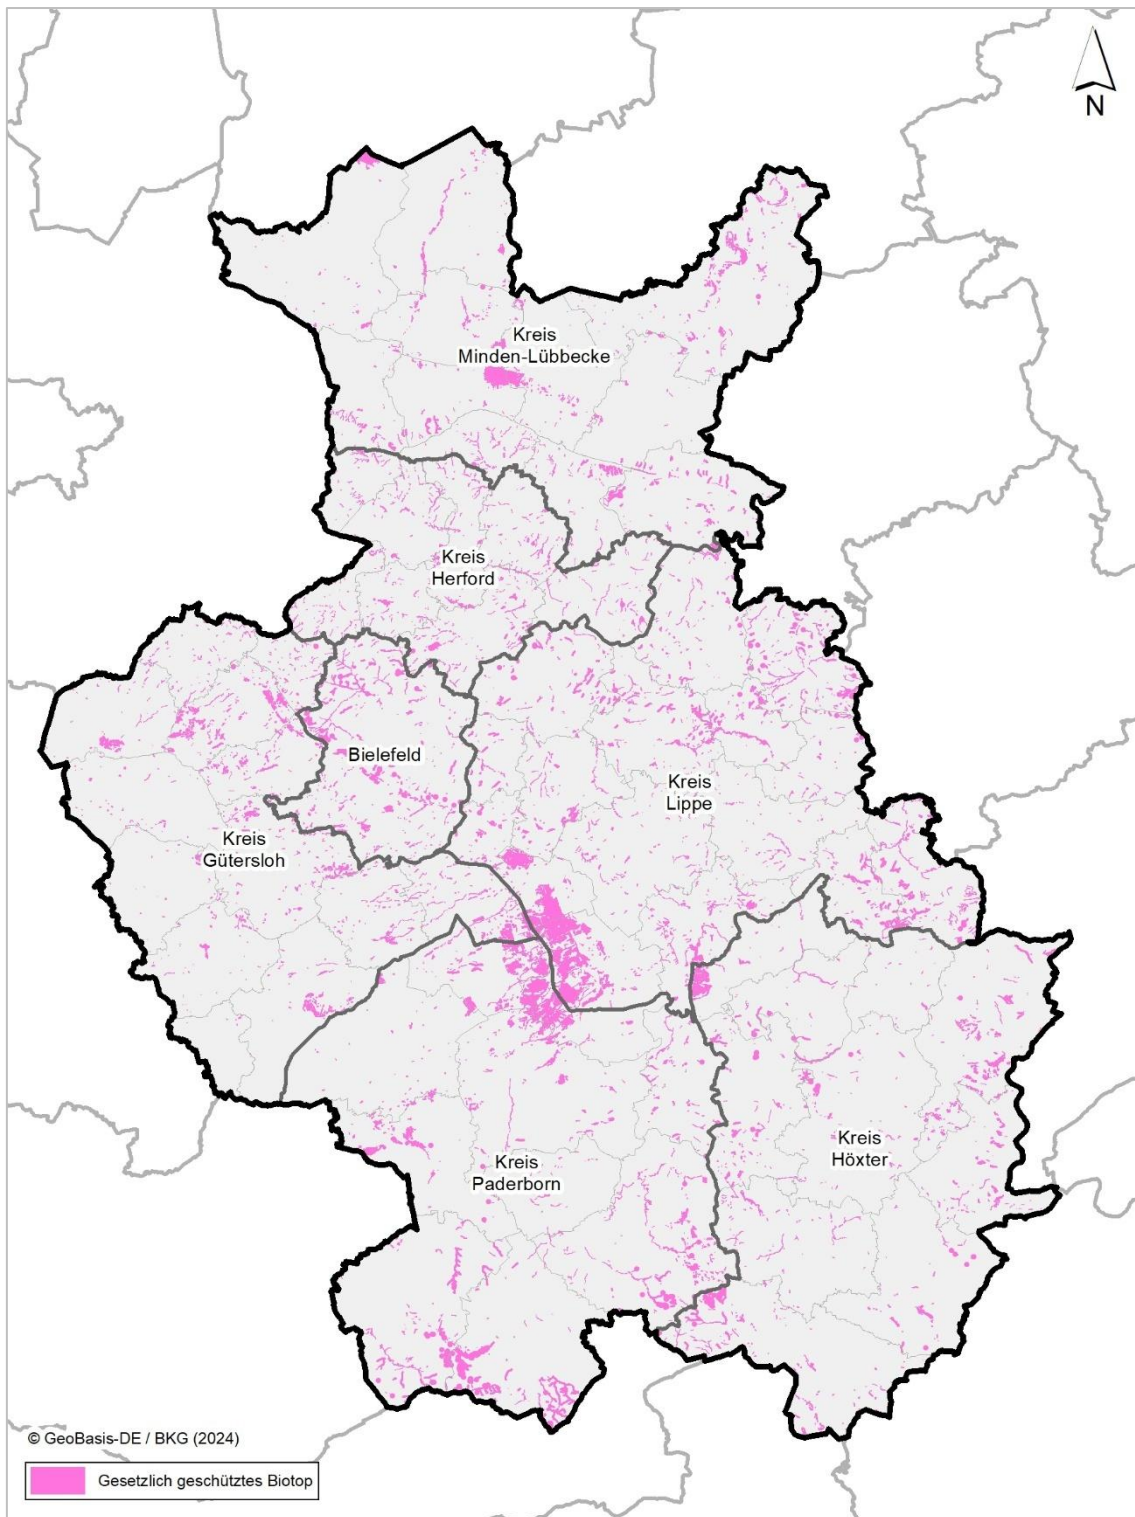 N
Kreis
Minden-Lübbecke
Kreis
Herford
Bielefeld
Kreis
Lippe
Kreis
Gütersloh
Kreis
Höxter
Kreis
Paderborn
© GeoBasis-DE / BKG (2024)
Gesetzlich geschütztes Biotop